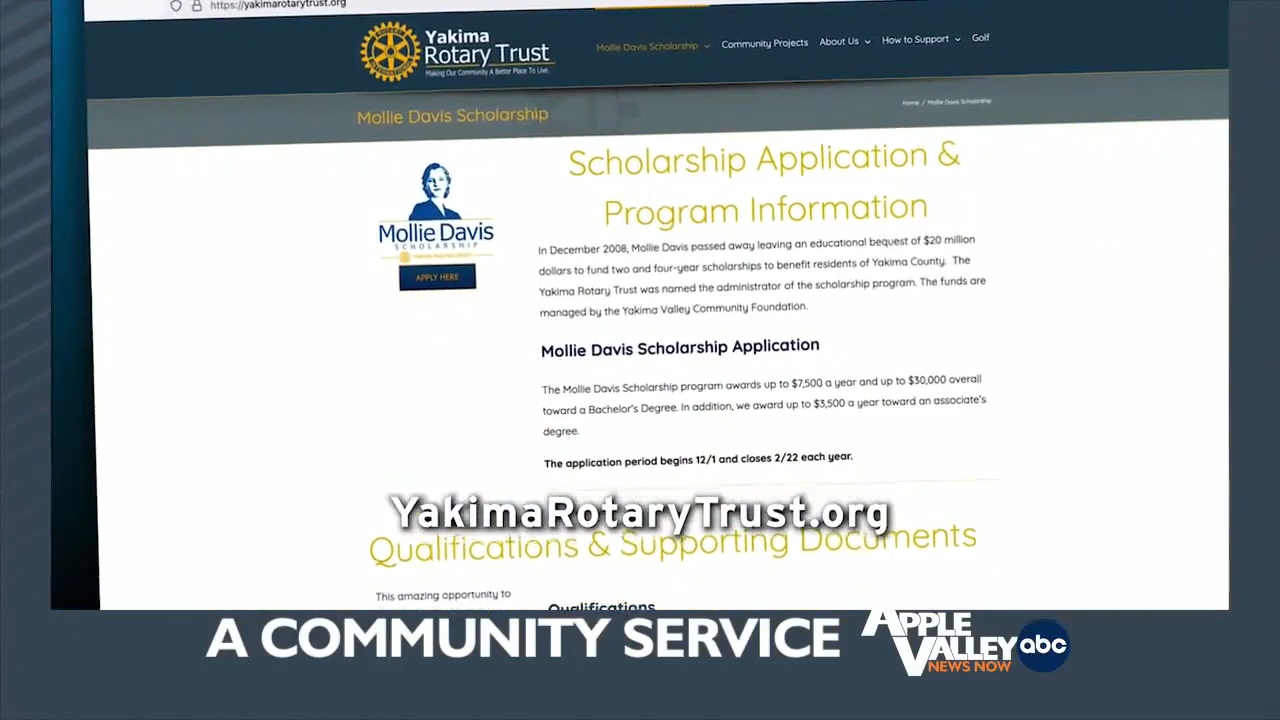 https://yakimarotarytrust.org
Yakima
Rotary Trust
Making Our Community A Better Place To Live.
Mollie Davis Scholarship
Community Projects
About Us
How to Support
Golf
Mollie Davis Scholarship
Home / Mollie Davis Scholarship
Mollie Davis
SCHOLARSHIP
APPLY HERE
Scholarship Application &
Program Information
In December 2008, Mollie Davis passed away leaving an educational bequest of $20 million
dollars to fund two and four-year scholarships to benefit residents of Yakima County. The
Yakima Rotary Trust was named the administrator of the scholarship program. The funds are
managed by the Yakima Valley Community Foundation.
Mollie Davis Scholarship Application
The Mollie Davis Scholarship program awards up to $7,500 a year and up to $30,000 overall
toward a Bachelor's Degree. In addition, we award up to $3,500 a year toward an associate's
degree.
The application period begins 12/1 and closes 2/22 each year.
YakimaRotaryTrust.org
Qualifications & Supporting Documents
This amazing opportunity to
Qualifications
A COMMUNITY SERVICE
APPLE
VALLEY
NEWS NOW
abc